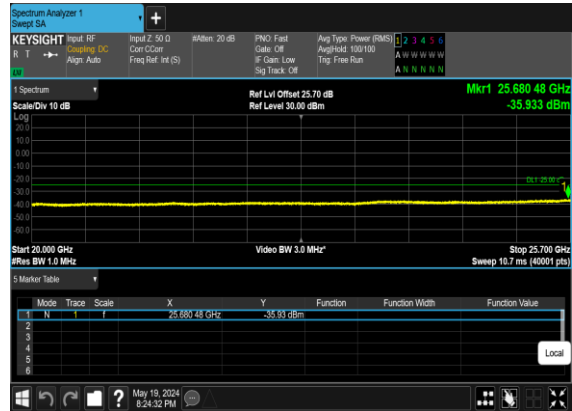 Spectrum Analyzer 1
Swept SA
KEYSIGHT Input: RF Input Z: 50 Ω #Atten: 20 dB PNO: Fast Avg Type: Power (RMS) 1 2 3 4 5 6
R T Coupling: DC Corr CCorr Gate: Off Avg|Hold: 100/100 A W W W W W
Align: Auto Freq Ref: Int (S) IF Gain: Low Trig: Free Run
Sig Track: Off A N N N N N
1 Spectrum Ref Lvl Offset 25.70 dB Mkr1 25.680 48 GHz
Scale/Div 10 dB Ref Level 30.00 dBm -35.933 dBm
Log
20.0
10.0
0.00
-10.0
-20.0 DL1 -25.00
-30.0 1
-40.0
-50.0
-60.0
Start 20.000 GHz Video BW 3.0 MHz* Stop 25.700 GHz
#Res BW 1.0 MHz Sweep 10.7 ms (40001 pts)
5 Marker Table
Mode Trace Scale X Y Function Function Width Function Value
1 N 1 f 25.680 48 GHz -35.93 dBm
2
3
4
5
6
Local
? May 19, 2024
8:24:32 PM